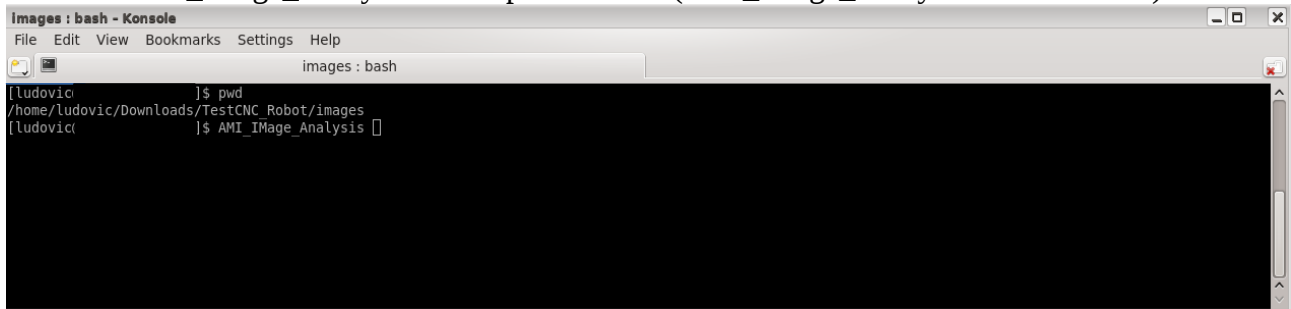 images : bash - Konsole
File Edit View Bookmarks Settings Help
images : bash
[ludovic ]$ pwd
/home/ludovic/Downloads/TestCNC_Robot/images
[ludovic( ]$ AMI_IMage_Analysis